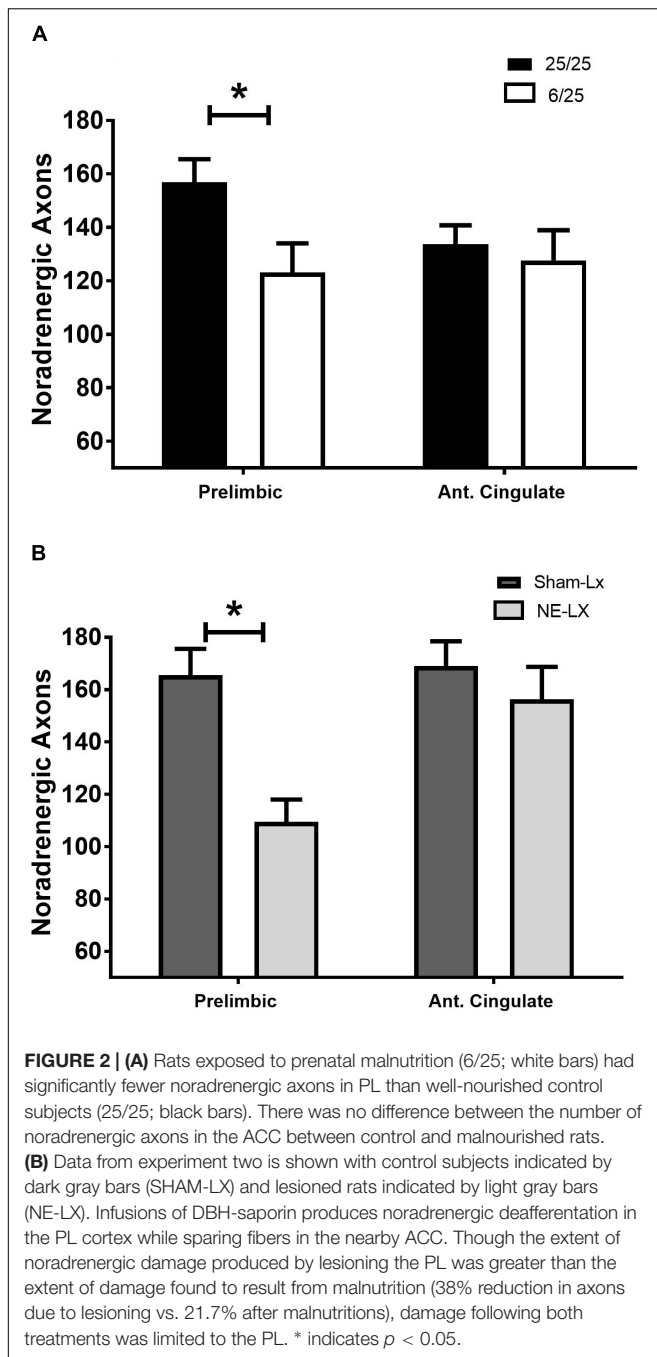 A
25/25
6/25
*
180
160
140
120
100
80
60
Noradrenergic Axons
Prelimbic Ant. Cingulate
B
Sham-Lx
NE-LX
*
180
160
140
120
100
80
60
Noradrenergic Axons
Prelimbic Ant. Cingulate
FIGURE 2 | (A) Rats exposed to prenatal malnutrition (6/25; white bars) had
significantly fewer noradrenergic axons in PL than well-nourished control
subjects (25/25; black bars). There was no difference between the number of
noradrenergic axons in the ACC between control and malnourished rats.
(B) Data from experiment two is shown with control subjects indicated by
dark gray bars (SHAM-LX) and lesioned rats indicated by light gray bars
(NE-LX). Infusions of DBH-saporin produces noradrenergic deafferentation in
the PL cortex while sparing fibers in the nearby ACC. Though the extent of
noradrenergic damage produced by lesioning the PL was greater than the
extent of damage found to result from malnutrition (38% reduction in axons
due to lesioning vs. 21.7% after malnutritions), damage following both
treatments was limited to the PL. * indicates p < 0.05.